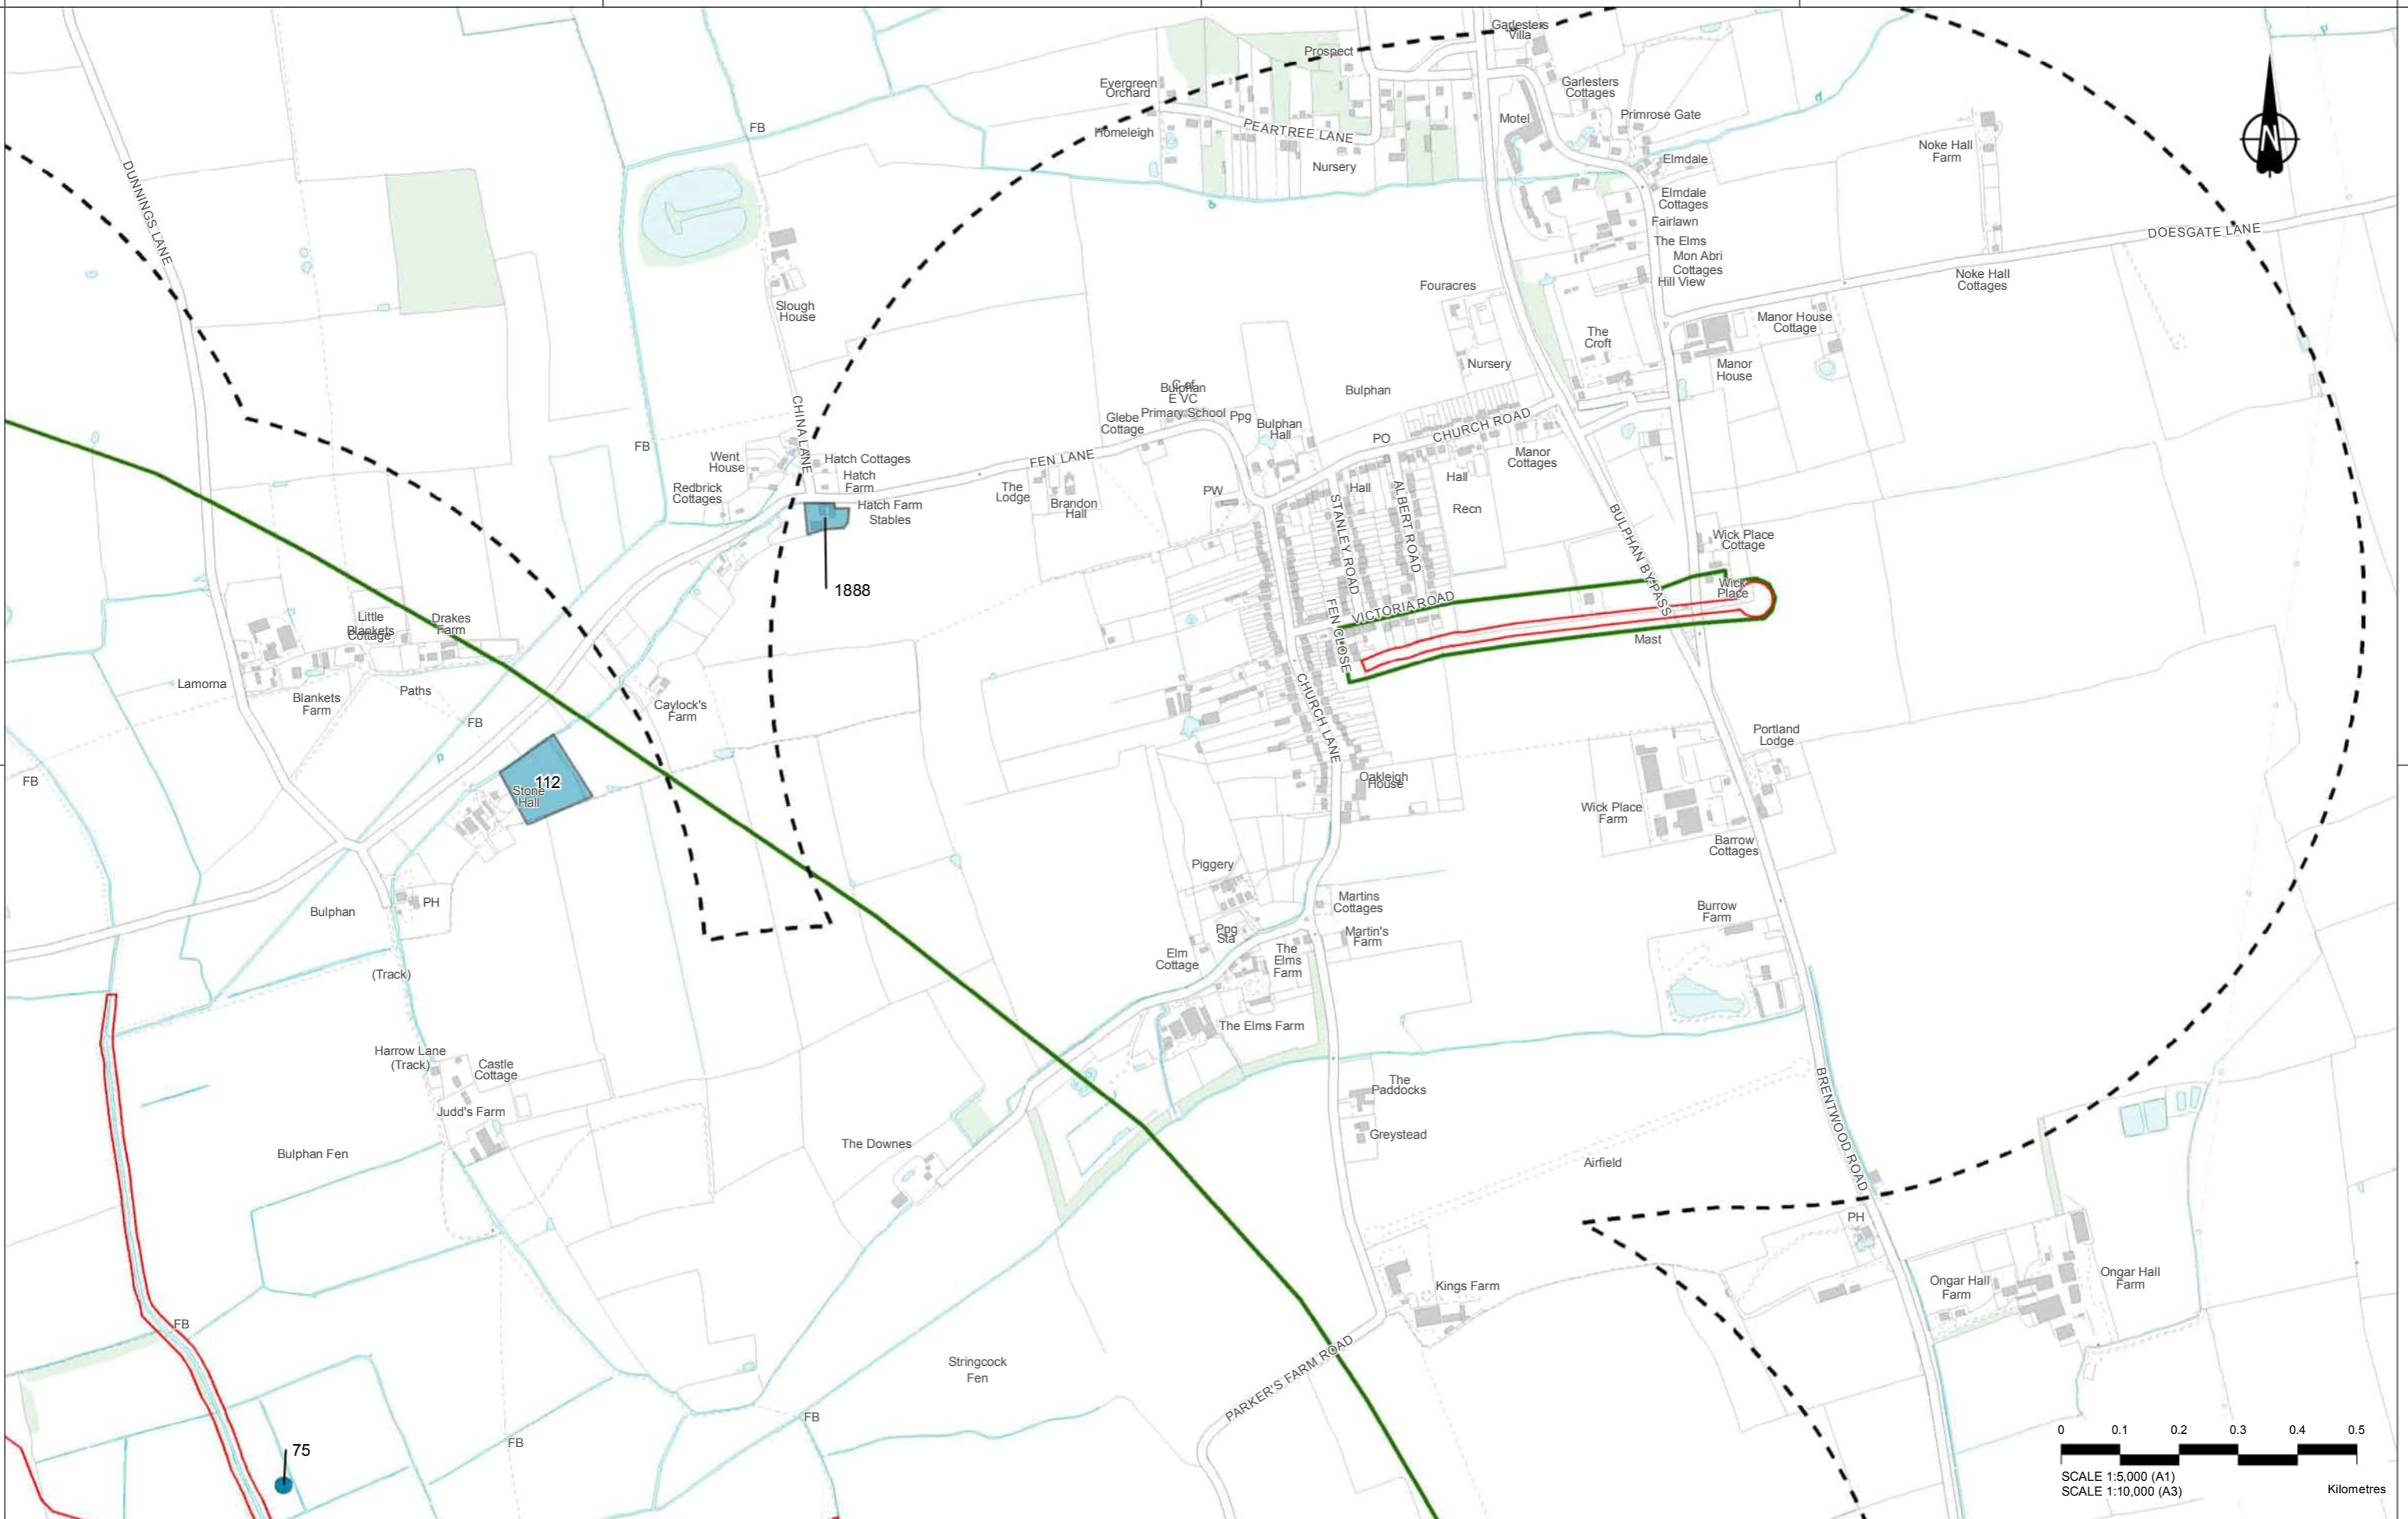 Garlesters
Villa
Prospect
Evergreen
Orchard
Garlesters
Cottages
Homeleigh
PEARTREE LANE
Motel
Primrose Gate
FB
Nursery
Elmdale
Noke Hall
Farm
N
DUNNINGS LANE
Elmdale
Cottages
Fairlawn
The Elms
Mon Abri
Cottages
Hill View
DOESGATE LANE
Noke Hall
Cottages
Slough
House
Fouracres
The
Croft
Manor House
Cottage
Nursery
Manor
House
CHINA LANE
C of
Bulphan
E VC
Primary School
Bulphan
Glebe
Cottage
Ppg
Bulphan
Hall
PO
CHURCH ROAD
FB
Went
House
Hatch Cottages
Hatch
Farm
FEN LANE
Manor
Cottages
Redbrick
Cottages
The
Lodge
Brandon
Hall
PW
Hall
Hall
Hatch Farm
Stables
STANLEY ROAD
ALBERT ROAD
Recn
BULPHAN BY-PASS
Wick Place
Cottage
1888
Wick
Place
VICTORIA ROAD
FEN CLOSE
Little
Blankets
Cottage
Drakes
Farm
Mast
Lamorna
Blankets
Farm
Paths
Caylock's
Farm
CHURCH LANE
FB
Portland
Lodge
FB
112
Stone
Hall
Oakleigh
House
Wick Place
Farm
Barrow
Cottages
Piggery
PH
Bulphan
Martins
Cottages
Burrow
Farm
Ppg
Sta
Martin's
Farm
Elm
Cottage
The
Elms
Farm
(Track)
The Elms Farm
Harrow Lane
(Track)
Castle
Cottage
The
Paddocks
BRENTWOOD ROAD
Judd's Farm
Greystead
The Downes
Bulphan Fen
Airfield
PH
Kings Farm
Ongar Hall
Farm
Ongar Hall
Farm
FB
PARKER'S FARM ROAD
Stringcock
Fen
FB
FB
75
0 0.1 0.2 0.3 0.4 0.5
SCALE 1:5,000 (A1)
SCALE 1:10,000 (A3)
Kilometres